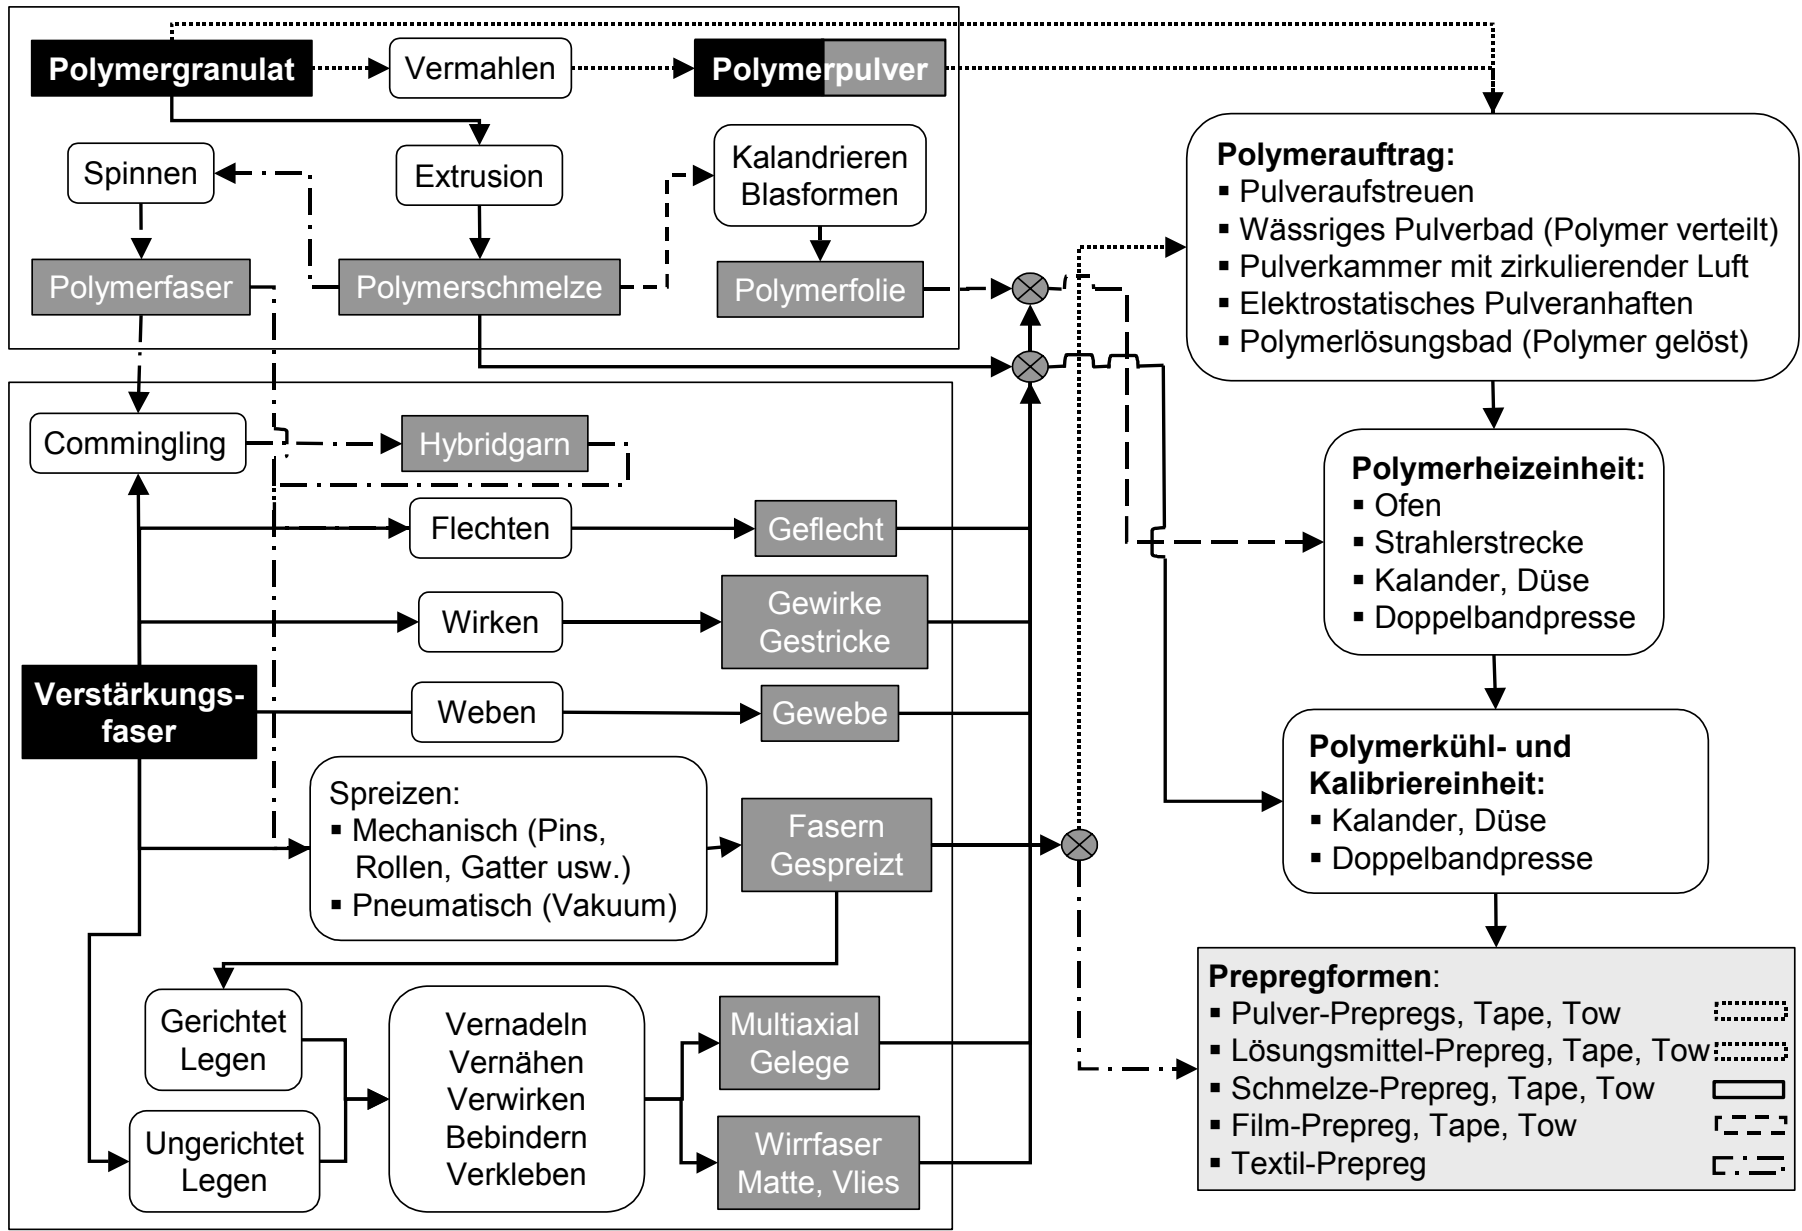 Polymergranulat
Vermahlen
Polymerpulver
Spinnen
Extrusion
Kalandrieren
Blasformen
Polymerfaser
Polymerschmelze
Polymerfolie
Commingling
Hybridgarn
Flechten
Geflecht
Wirken
Gewirke
Gestricke
Verstärkungs-
faser
Weben
Gewebe
Spreizen:
▪ Mechanisch (Pins,
Rollen, Gatter usw.)
▪ Pneumatisch (Vakuum)
Fasern
Gespreizt
Gerichtet
Legen
Ungerichtet
Legen
Vernadeln
Vernähen
Verwirken
Bebindern
Verkleben
Multiaxial
Gelege
Wirrfaser
Matte, Vlies
Polymerauftrag:
▪ Pulveraufstreuen
▪ Wässriges Pulverbad (Polymer verteilt)
▪ Pulverkammer mit zirkulierender Luft
▪ Elektrostatisches Pulveranhaften
▪ Polymerlösungsbad (Polymer gelöst)
Polymerheizeinheit:
▪ Ofen
▪ Strahlerstrecke
▪ Kalander, Düse
▪ Doppelbandpresse
Polymerkühl- und
Kalibriereinheit:
▪ Kalander, Düse
▪ Doppelbandpresse
Prepregformen:
▪ Pulver-Prepregs, Tape, Tow
▪ Lösungsmittel-Prepreg, Tape, Tow
▪ Schmelze-Prepreg, Tape, Tow
▪ Film-Prepreg, Tape, Tow
▪ Textil-Prepreg